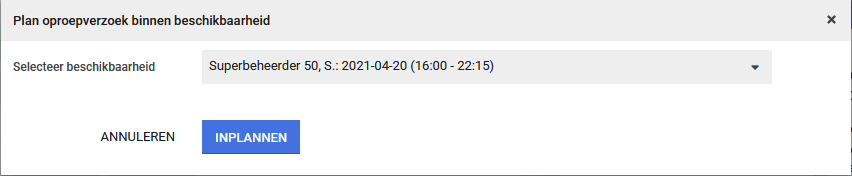 Plan oproepverzoek binnen beschikbaarheid ×
Selecteer beschikbaarheid Superbeheerder 50, S.: 2021-04-20 (16:00 - 22:15)
ANNULEREN INPLANNEN